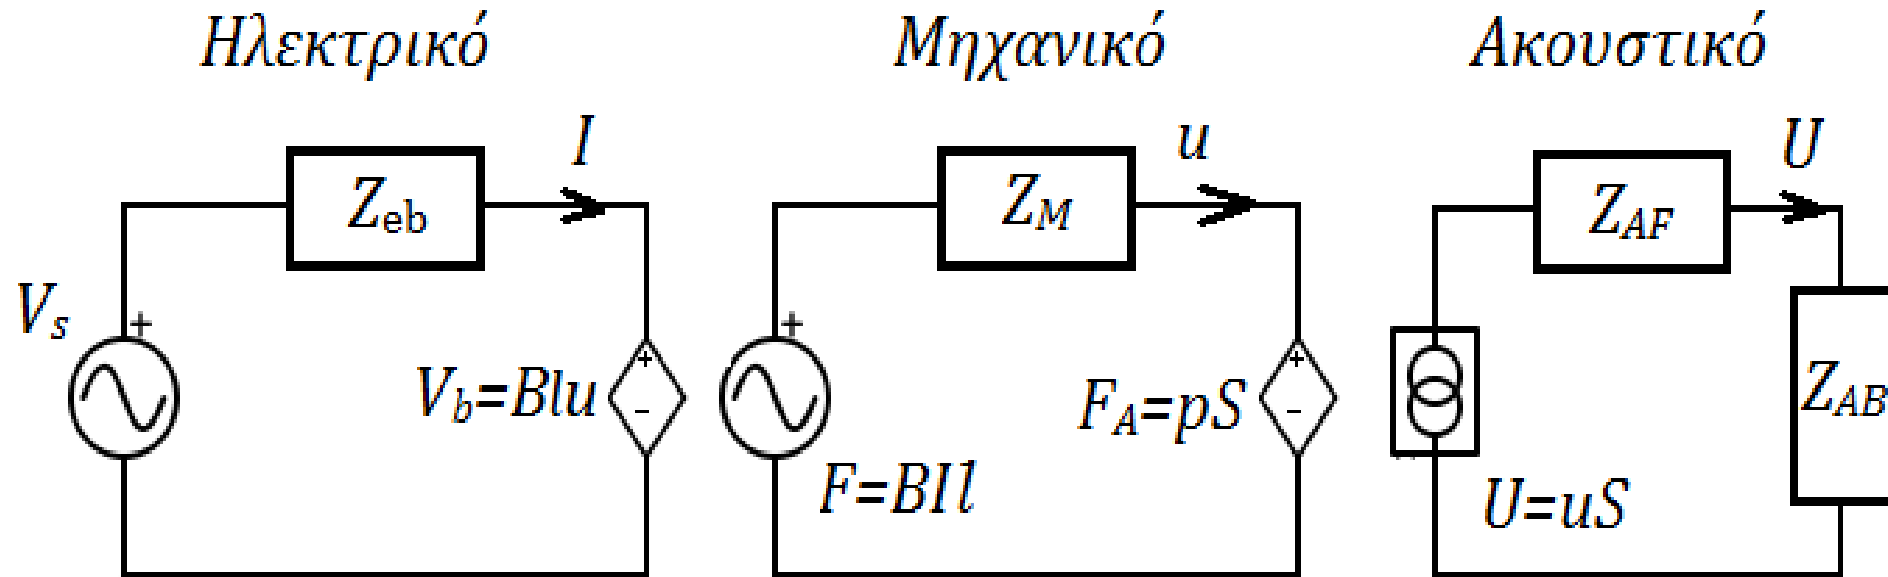 Ηλεκτρικό
Μηχανικό
Ακουστικό
I
u
U
Zeb
ZM
ZAF
Vs
+
+
Vb=Blu
+
-
FA=pS
+
-
ZAB
F=BIl
U=uS